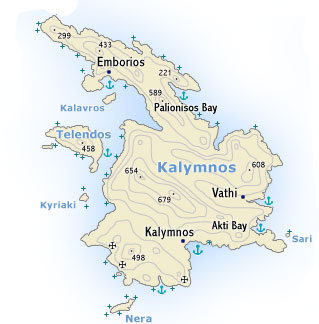 299
433
Emborios
221
589
Palionisos Bay
Kalavros
Telendos
458
Kalymnos
654
608
Kyriaki
679
Vathi
Akti Bay
Kalymnos
Sari
498
Nera